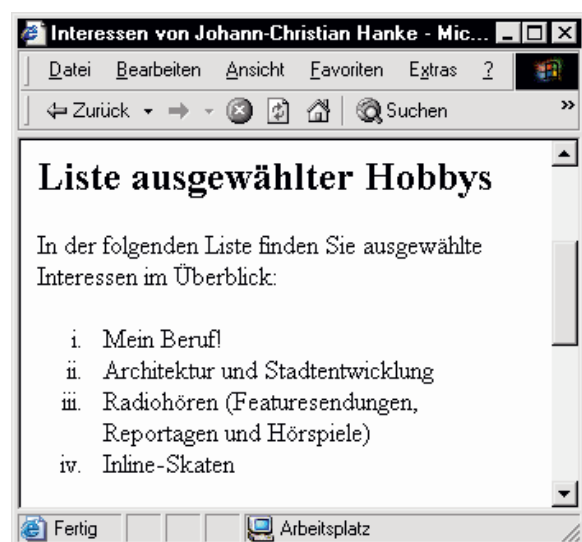 Interessen von Johann-Christian Hanke - Mic...
Datei Bearbeiten Ansicht Favoriten Extras ?
Zurück Suchen »
Liste ausgewählter Hobbys
In der folgenden Liste finden Sie ausgewählte
Interessen im Überblick:
i. Mein Beruf!
ii. Architektur und Stadtentwicklung
iii. Radiohören (Featuresendungen,
Reportagen und Hörspiele)
iv. Inline-Skaten
Fertig Arbeitsplatz